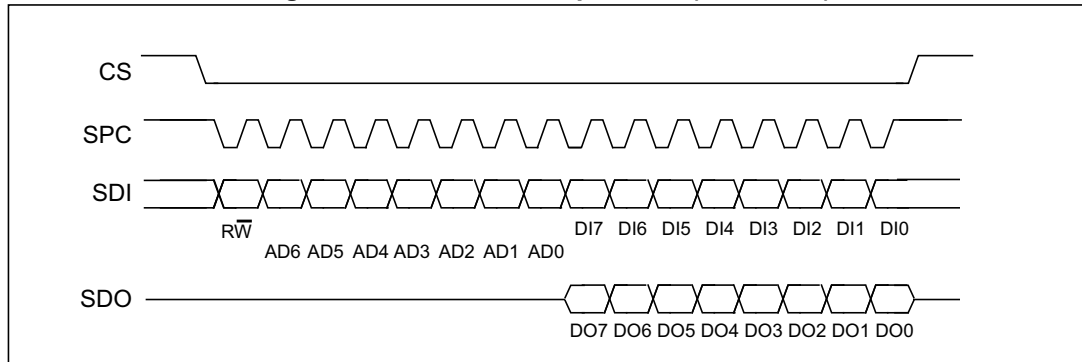 CS
SPC
SDI
RW̅
DI7 DI6 DI5 DI4 DI3 DI2 DI1 DI0
AD6 AD5 AD4 AD3 AD2 AD1 AD0
SDO
DO7 DO6 DO5 DO4 DO3 DO2 DO1 DO0